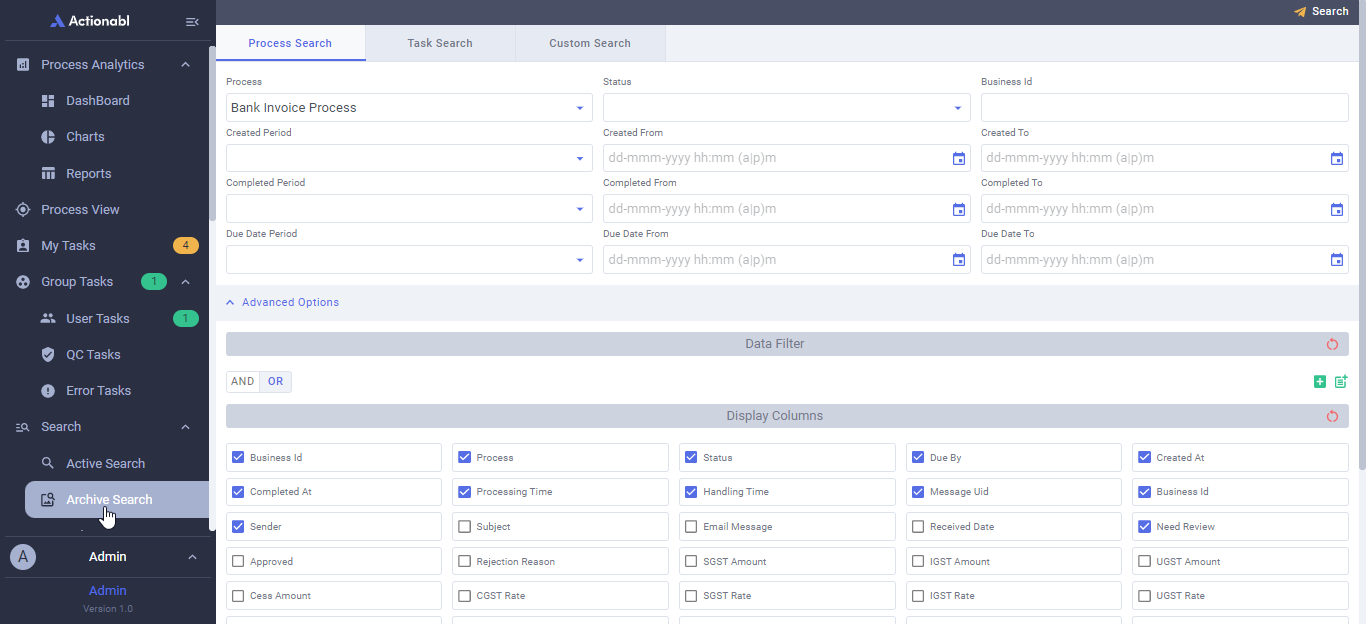 Actionabl
Process Analytics
DashBoard
Charts
Reports
Process View
My Tasks 4
Group Tasks 1
User Tasks 1
QC Tasks
Error Tasks
Search
Active Search
Archive Search
A Admin
Admin
Version 1.0
Search
Process Search Task Search Custom Search
Process Status Business Id
Bank Invoice Process
Created Period Created From Created To
dd-mmm-yyyy hh:mm (a|p)m dd-mmm-yyyy hh:mm (a|p)m
Completed Period Completed From Completed To
dd-mmm-yyyy hh:mm (a|p)m dd-mmm-yyyy hh:mm (a|p)m
Due Date Period Due Date From Due Date To
dd-mmm-yyyy hh:mm (a|p)m dd-mmm-yyyy hh:mm (a|p)m
Advanced Options
Data Filter
AND OR
Display Columns
Business Id Process Status Due By Created At
Completed At Processing Time Handling Time Message Uid Business Id
Sender Subject Email Message Received Date Need Review
Approved Rejection Reason SGST Amount IGST Amount UGST Amount
Cess Amount CGST Rate SGST Rate IGST Rate UGST Rate